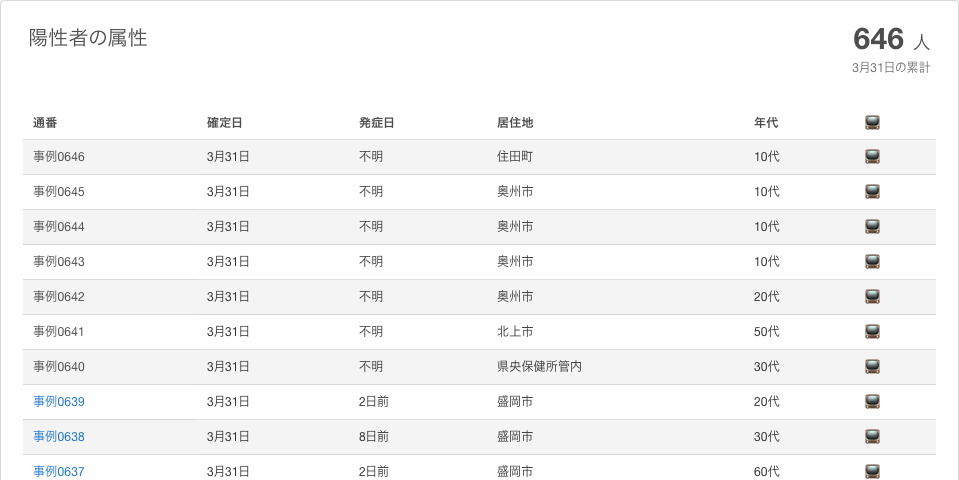 陽性者の属性
646 人
3月31日の累計
通番 確定日 発症日 居住地 年代
事例0646 3月31日 不明 住田町 10代
事例0645 3月31日 不明 奥州市 10代
事例0644 3月31日 不明 奥州市 10代
事例0643 3月31日 不明 奥州市 10代
事例0642 3月31日 不明 奥州市 20代
事例0641 3月31日 不明 北上市 50代
事例0640 3月31日 不明 県央保健所管内 30代
事例0639 3月31日 2日前 盛岡市 20代
事例0638 3月31日 8日前 盛岡市 30代
事例0637 3月31日 2日前 盛岡市 60代